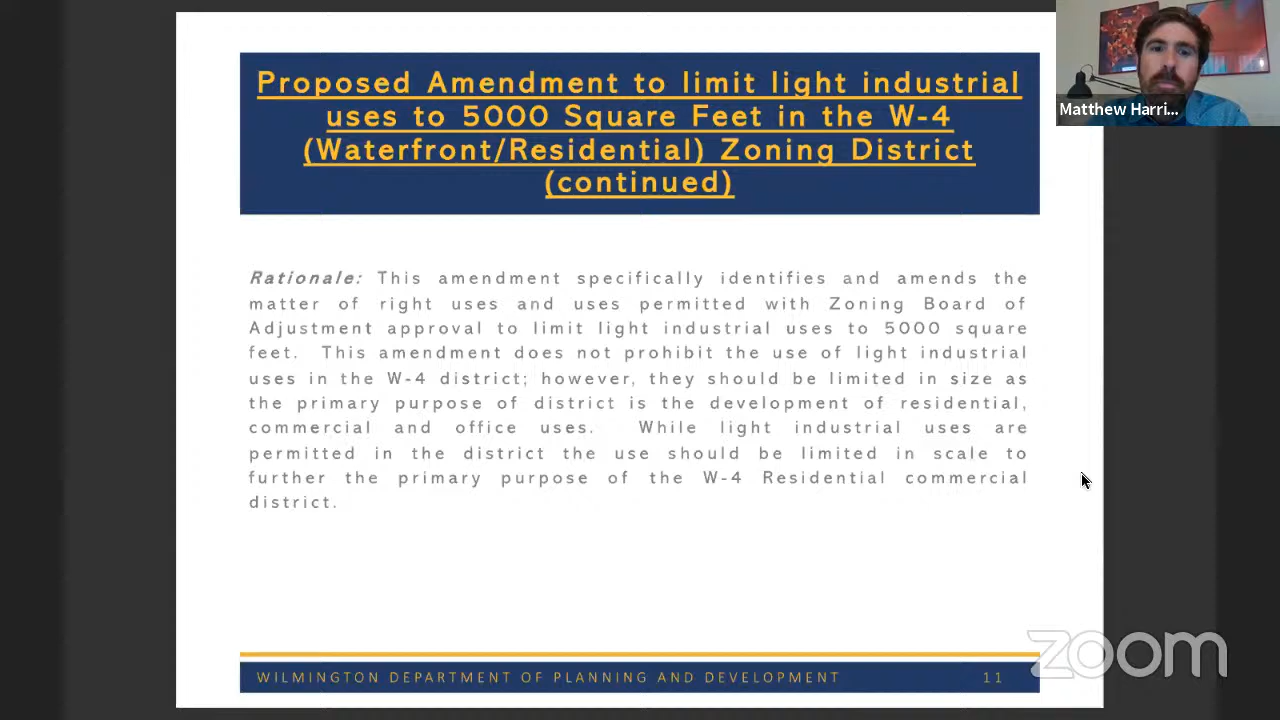 Proposed Amendment to limit light industrial
uses to 5000 Square Feet in the W-4
(Waterfront/Residential) Zoning District
(continued)
Matthew Harri...
Rationale: This amendment specifically identifies and amends the
matter of right uses and uses permitted with Zoning Board of
Adjustment approval to limit light industrial uses to 5000 square
feet. This amendment does not prohibit the use of light industrial
uses in the W-4 district; however, they should be limited in size as
the primary purpose of district is the development of residential,
commercial and office uses. While light industrial uses are
permitted in the district the use should be limited in scale to
further the primary purpose of the W-4 Residential commercial
district.
WILMINGTON DEPARTMENT OF PLANNING AND DEVELOPMENT 11
zoom